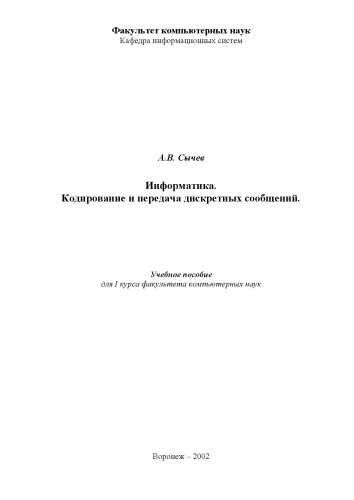 Факультет компьютерных наук
Кафедра информационных систем
А.В. Сычев
Информатика.
Кодирование и передача дискретных сообщений.
Учебное пособие
для I курса факультета компьютерных наук
Воронеж – 2002